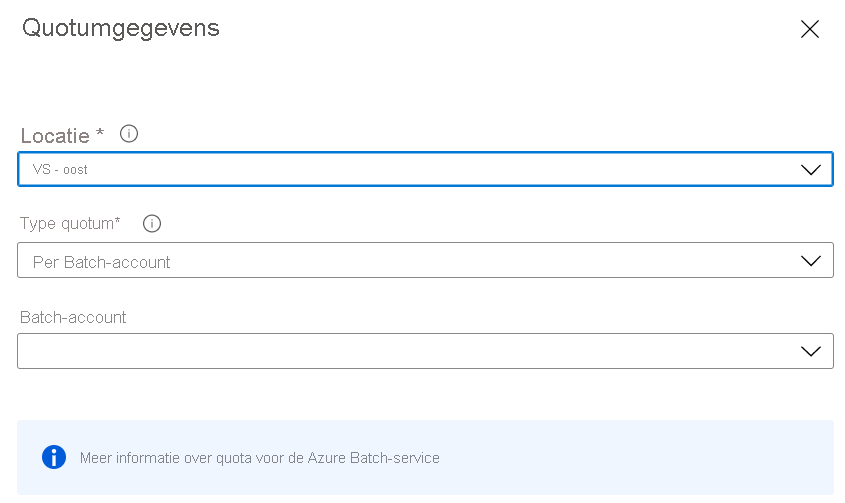 Quotumgegevens
Locatie *
VS - oost
Type quotum*
Per Batch-account
Batch-account
Meer informatie over quota voor de Azure Batch-service